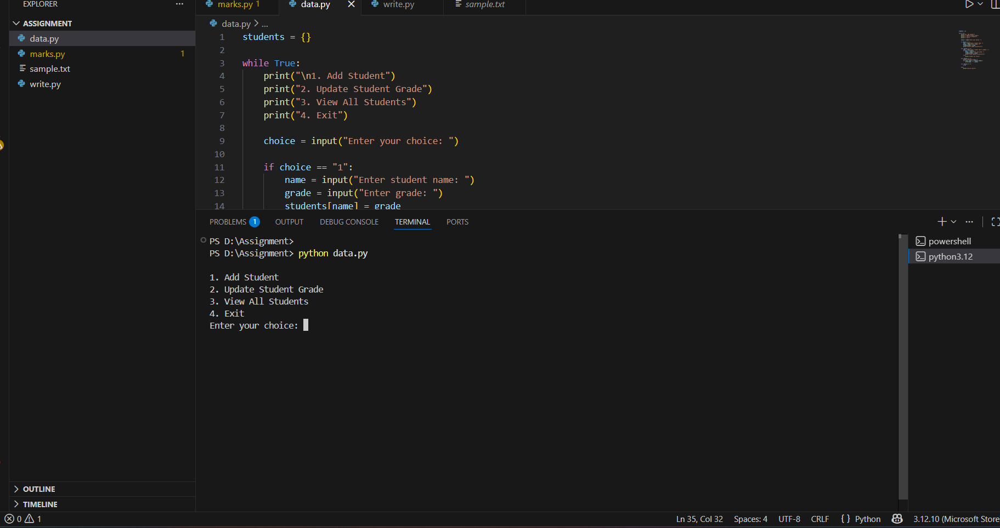 EXPLORER
ASSIGNMENT
data.py
marks.py 1
sample.txt
write.py
OUTLINE
TIMELINE
marks.py 1 data.py write.py sample.txt
data.py > ...
1 students = {}
2
3 while True:
4 print("\n1. Add Student")
5 print("2. Update Student Grade")
6 print("3. View All Students")
7 print("4. Exit")
8
9 choice = input("Enter your choice: ")
10
11 if choice == "1":
12 name = input("Enter student name: ")
13 grade = input("Enter grade: ")
14 students[name] = grade
PROBLEMS 1 OUTPUT DEBUG CONSOLE TERMINAL PORTS
PS D:\Assignment>
PS D:\Assignment> python data.py
1. Add Student
2. Update Student Grade
3. View All Students
4. Exit
Enter your choice:
powershell
python3.12
0 1 Ln 35, Col 32 Spaces: 4 UTF-8 CRLF {} Python 3.12.10 (Microsoft Store